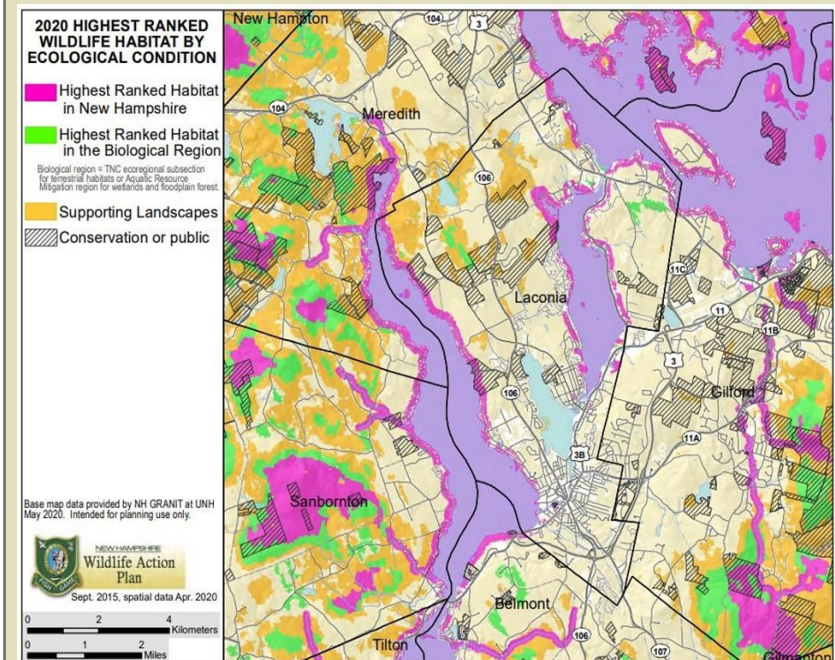 2020 HIGHEST RANKED
WILDLIFE HABITAT BY
ECOLOGICAL CONDITION
Highest Ranked Habitat
in New Hampshire
Highest Ranked Habitat
in the Biological Region
Biological region = TNC ecoregional subsection
for terrestrial habitats or Aquatic Resource
Mitigation region for wetlands and floodplain forest.
Supporting Landscapes
Conservation or public
Base map data provided by NH GRANIT at UNH
May 2020. Intended for planning use only.
NEW HAMPSHIRE
Wildlife Action
Plan
Sept. 2015, spatial data Apr. 2020
0 2 4
Kilometers
0 1 2
Miles
New Hampton
104
3
104
Meredith
106
11C
Laconia
11
11B
3
106
Gilford
11A
3B
Sanbornton
Belmont
106
Tilton
107
Gilmanton